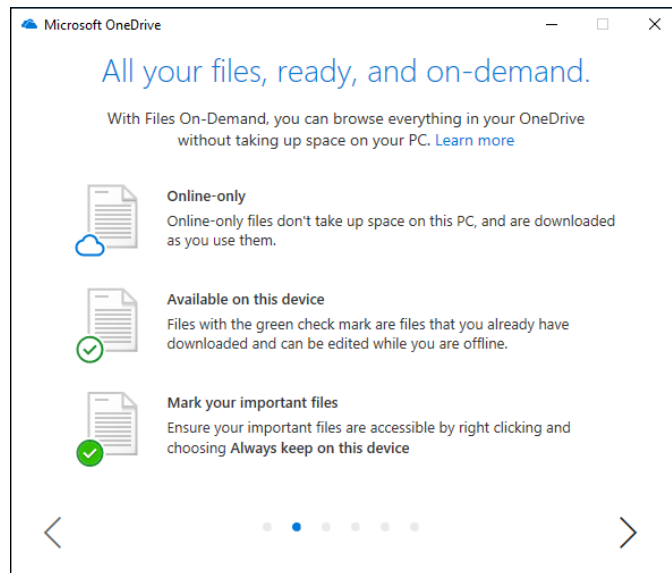 Microsoft OneDrive
All your files, ready, and on-demand.
With Files On-Demand, you can browse everything in your OneDrive
without taking up space on your PC. Learn more
Online-only
Online-only files don't take up space on this PC, and are downloaded
as you use them.
Available on this device
Files with the green check mark are files that you already have
downloaded and can be edited while you are offline.
Mark your important files
Ensure your important files are accessible by right clicking and
choosing Always keep on this device